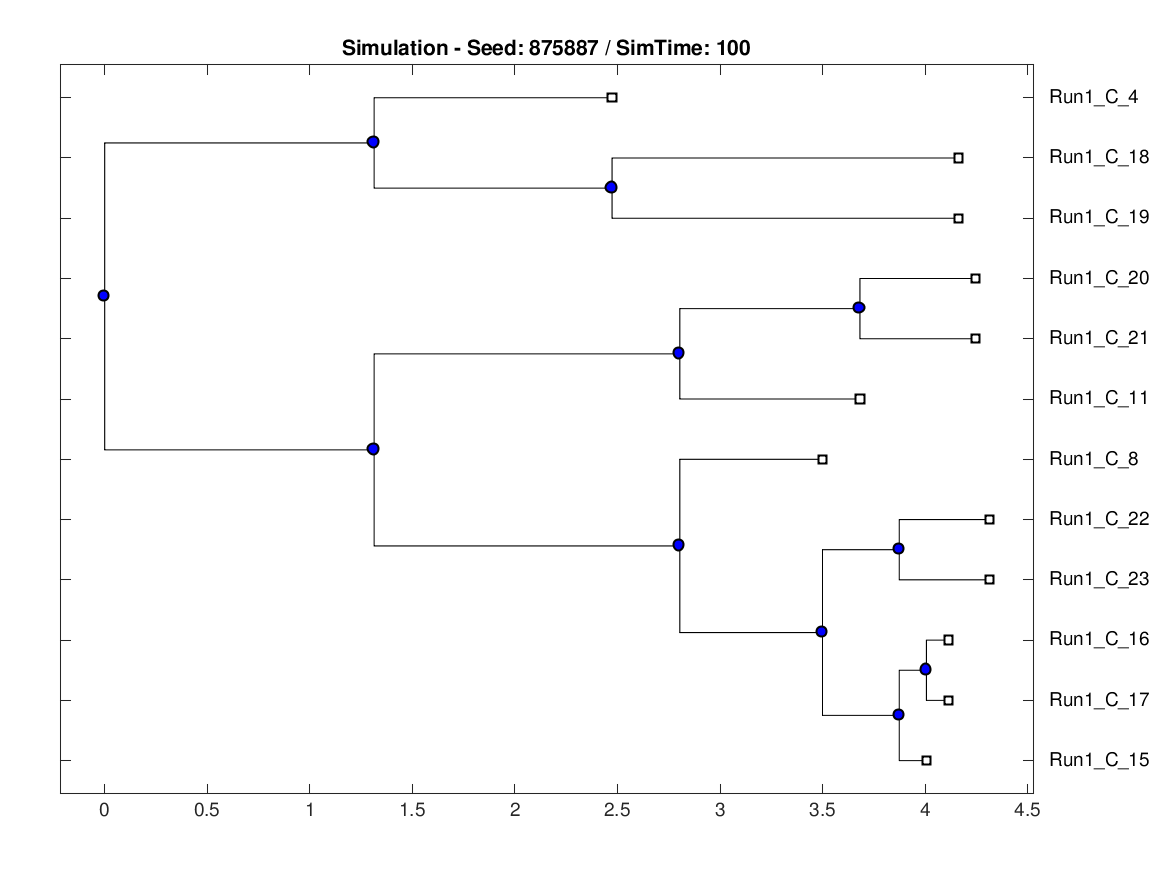 Simulation - Seed: 875887 / SimTime: 100
Run1_C_4
Run1_C_18
Run1_C_19
Run1_C_20
Run1_C_21
Run1_C_11
Run1_C_8
Run1_C_22
Run1_C_23
Run1_C_16
Run1_C_17
Run1_C_15
0 0.5 1 1.5 2 2.5 3 3.5 4 4.5